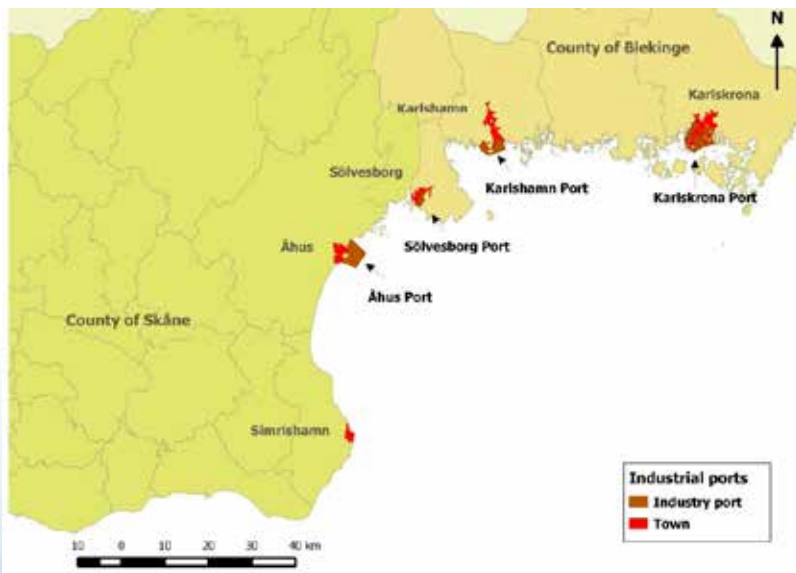 N
County of Blekinge
Karlshamn
Karlskrona
Sölvesborg
Karlshamn Port
Karlskrona Port
Sölvesborg Port
Åhus
Åhus Port
County of Skåne
Simrishamn
Industrial ports
Industry port
Town
10 0 10 20 30 40 km